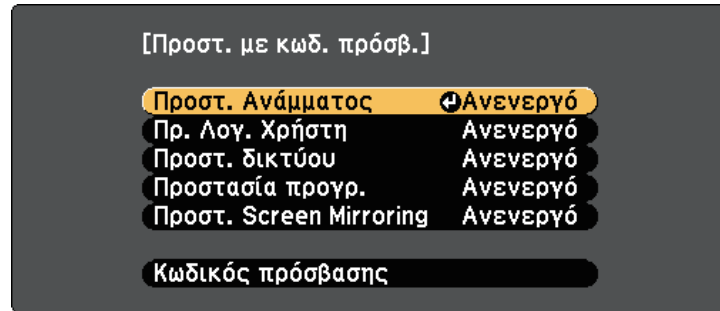 [Προστ. με κωδ. πρόσβ.]
Προστ. Ανάμματος Ανενεργό
Πρ. Λογ. Χρήστη Ανενεργό
Προστ. δικτύου Ανενεργό
Προστασία προγρ. Ανενεργό
Προστ. Screen Mirroring Ανενεργό
Κωδικός πρόσβασης